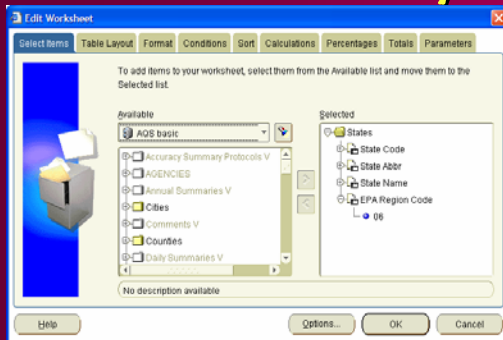 Edit Worksheet
Select Items Table Layout Format Conditions Sort Calculations Percentages Totals Parameters
To add items to your worksheet, select them from the Available list and move them to the
Selected list.
Available
AQS basic
Accuracy Summary Protocols V
AGENCIES
Annual Summaries V
Cities
Comments V
Counties
Daily Summaries V
Selected
States
State Code
State Abbr
State Name
EPA Region Code
06
No description available
Help Options... OK Cancel